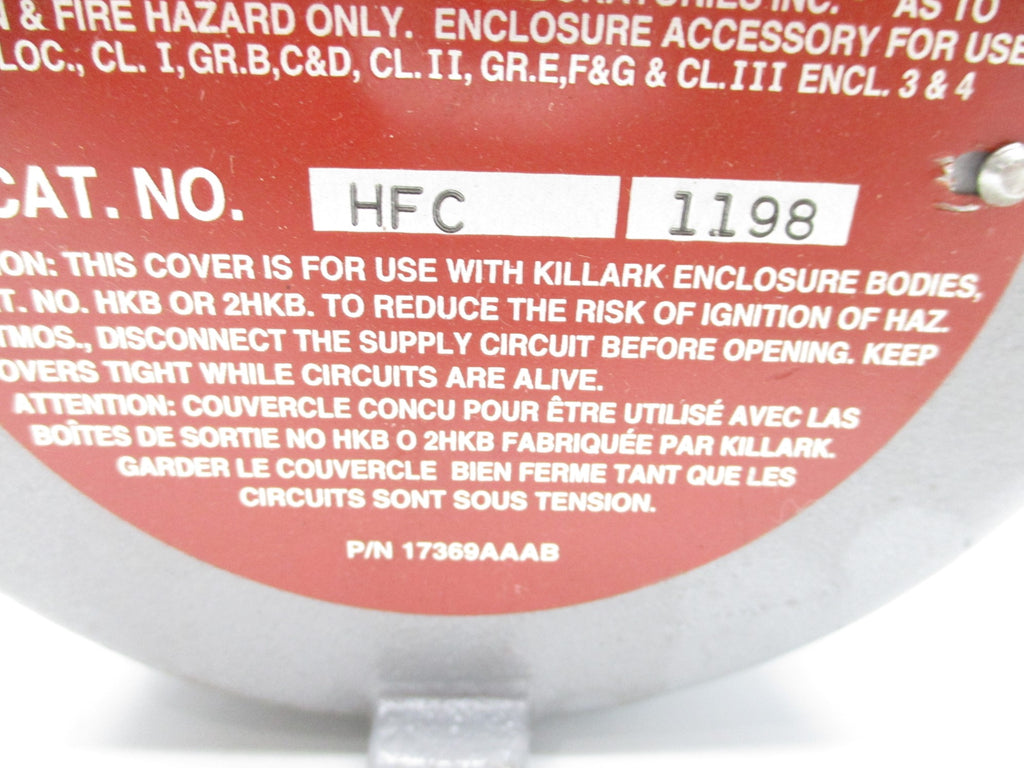 INC. AS TO
& FIRE HAZARD ONLY. ENCLOSURE ACCESSORY FOR USE
LOC., CL. I, GR.B,C&D, CL. II, GR.E,F&G & CL.III ENCL. 3 & 4
CAT. NO. HFC 1198
ION: THIS COVER IS FOR USE WITH KILLARK ENCLOSURE BODIES,
T. NO. HKB OR 2HKB. TO REDUCE THE RISK OF IGNITION OF HAZ.
TMOS., DISCONNECT THE SUPPLY CIRCUIT BEFORE OPENING. KEEP
OVERS TIGHT WHILE CIRCUITS ARE ALIVE.
ATTENTION: COUVERCLE CONCU POUR ÊTRE UTILISÉ AVEC LAS
BOÎTES DE SORTIE NO HKB O 2HKB FABRIQUÉE PAR KILLARK.
GARDER LE COUVERCLE BIEN FERME TANT QUE LES
CIRCUITS SONT SOUS TENSION.
P/N 17369AAAB